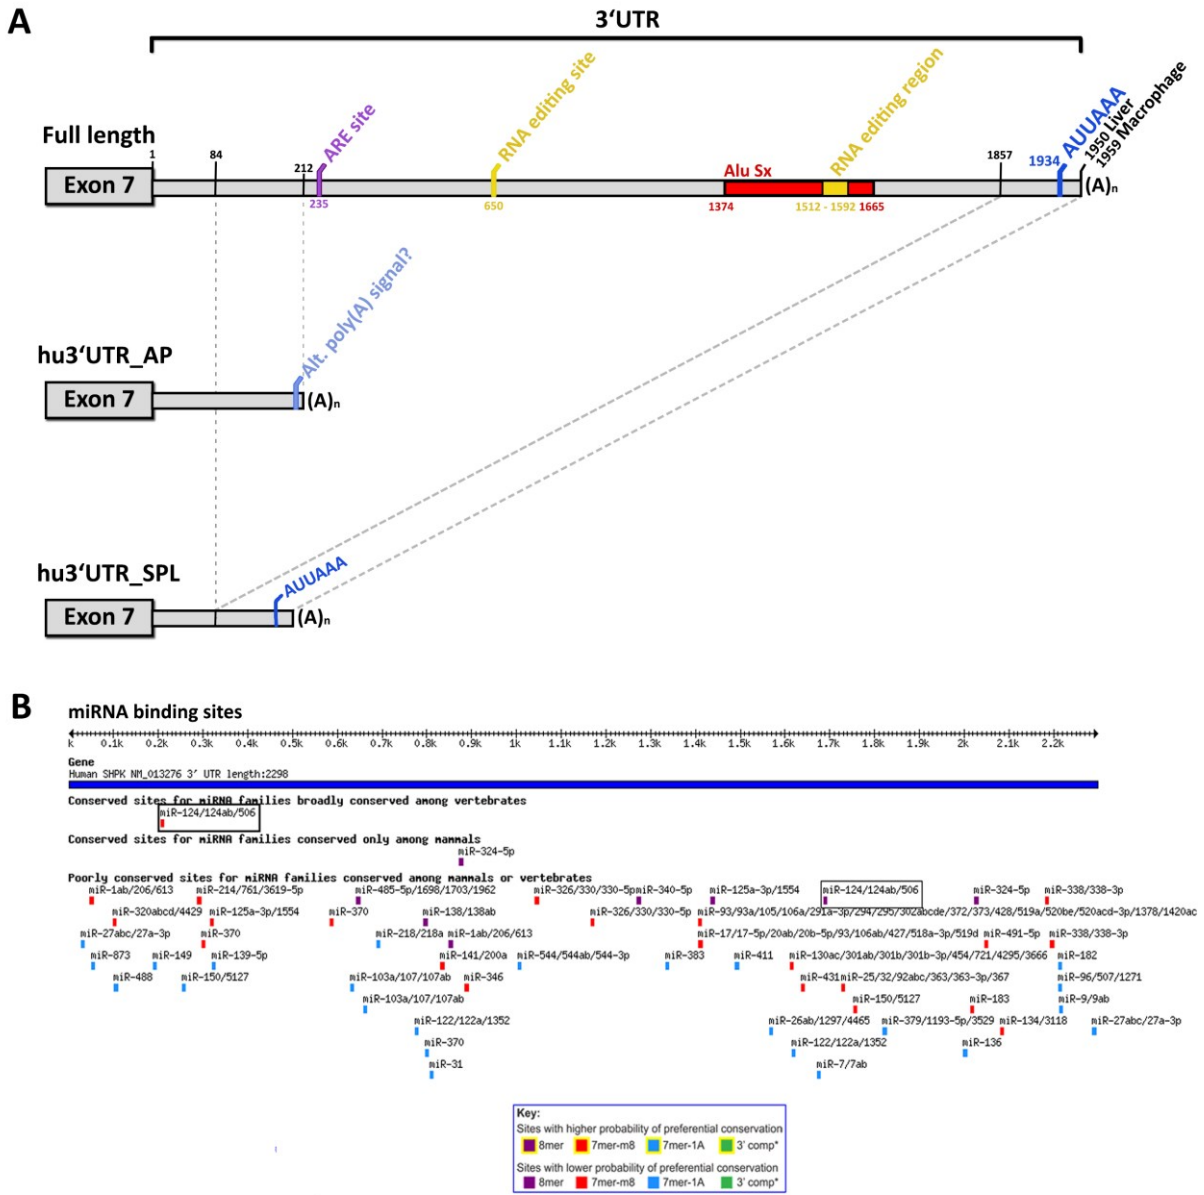 A
3‘UTR
Full length
Exon 7
1
84
212
ARE site
235
RNA editing site
650
Alu Sx
1374
RNA editing region
1512 - 1592
1665
1857
1934
AUUAAA
1950 Liver
1959 Macrophage
(A)n
hu3‘UTR_AP
Exon 7
Alt. poly(A) signal?
(A)n
hu3‘UTR_SPL
Exon 7
AUUAAA
(A)n
B
miRNA binding sites
k 0.1k 0.2k 0.3k 0.4k 0.5k 0.6k 0.7k 0.8k 0.9k 1k 1.1k 1.2k 1.3k 1.4k 1.5k 1.6k 1.7k 1.8k 1.9k 2k 2.1k 2.2k
Gene
Human SHPK NM_013276 3' UTR length:2298
Conserved sites for miRNA families broadly conserved among vertebrates
miR-124/124ab/506
Conserved sites for miRNA families conserved only among mammals
miR-324-5p
Poorly conserved sites for miRNA families conserved among mammals or vertebrates
miR-1ab/206/613 miR-214/761/3619-5p miR-485-5p/1698/1703/1962 miR-326/330/330-5p miR-340-5p miR-125a-3p/1554 miR-124/124ab/506 miR-324-5p miR-338/338-3p
miR-320abcd/4429 miR-125a-3p/1554 miR-370 miR-138/138ab miR-326/330/330-5p miR-93/93a/105/106a/291a-3p/294/295/302abcde/372/373/428/519a/520be/520acd-3p/1378/1420ac
miR-27abc/27a-3p miR-370 miR-218/218a miR-1ab/206/613 miR-17/17-5p/20ab/20b-5p/93/106ab/427/518a-3p/519d miR-491-5p miR-338/338-3p
miR-873 miR-149 miR-139-5p miR-141/200a miR-544/544ab/544-3p miR-383 miR-411 miR-130ac/301ab/301b/301b-3p/454/721/4295/3666 miR-182
miR-488 miR-150/5127 miR-103a/107/107ab miR-346 miR-431 miR-25/32/92abc/363/363-3p/367 miR-96/507/1271
miR-103a/107/107ab miR-150/5127 miR-183 miR-9/9ab
miR-122/122a/1352 miR-26ab/1297/4465 miR-379/1193-5p/3529 miR-134/3118 miR-27abc/27a-3p
miR-370 miR-122/122a/1352 miR-136
miR-31 miR-7/7ab
Key:
Sites with higher probability of preferential conservation
8mer 7mer-m8 7mer-1A 3' comp*
Sites with lower probability of preferential conservation
8mer 7mer-m8 7mer-1A 3' comp*